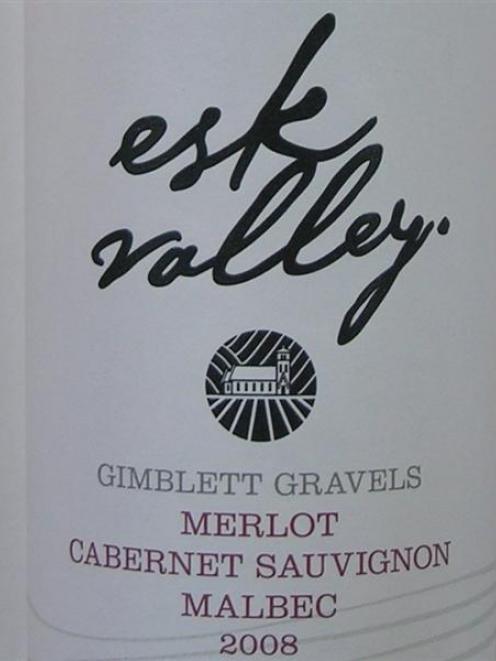 esk
valley.
GIMBLETT GRAVELS
MERLOT
CABERNET SAUVIGNON
MALBEC
2008